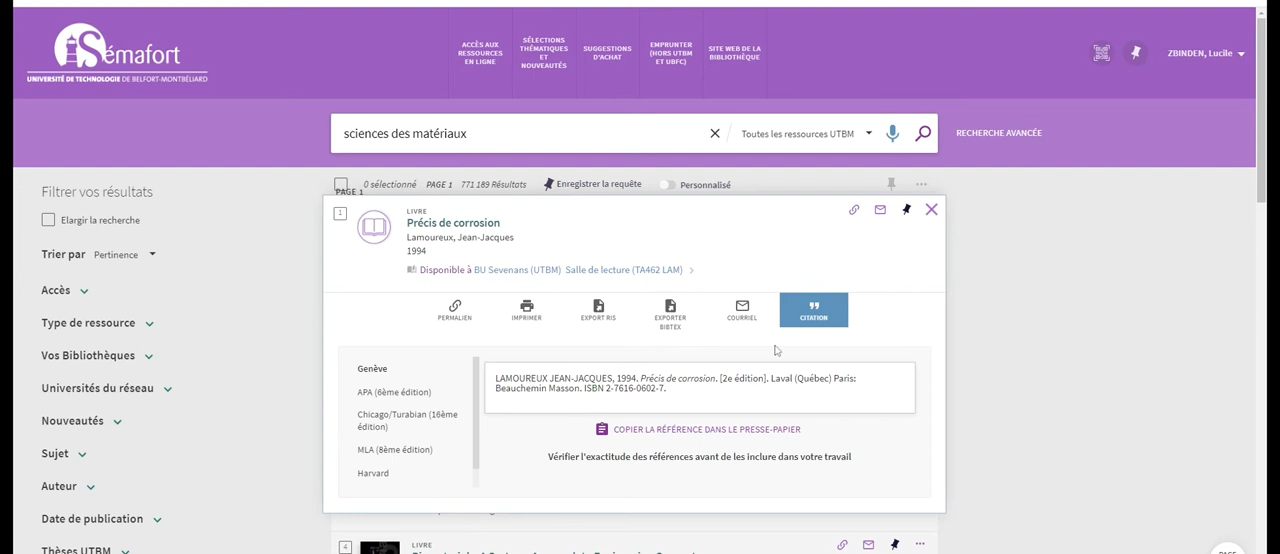 Sémafort
UNIVERSITÉ DE TECHNOLOGIE DE BELFORT-MONTBÉLIARD
ACCÈS AUX
RESSOURCES
EN LIGNE
SÉLECTIONS
THÉMATIQUES
ET
NOUVEAUTÉS
SUGGESTIONS
D'ACHAT
EMPRUNTER
(HORS UTBM
ET UBFC)
SITE WEB DE LA
BIBLIOTHÈQUE
ZBINDEN, Lucile
sciences des matériaux
Toutes les ressources UTBM
RECHERCHE AVANCÉE
Filtrer vos résultats
Elargir la recherche
Trier par Pertinence
Accès
Type de ressource
Vos Bibliothèques
Universités du réseau
Nouveautés
Sujet
Auteur
Date de publication
Thèses UTBM
0 sélectionné PAGE 1 771 189 Résultats Enregistrer la requête Personnalisé
PAGE 1
1
LIVRE
Précis de corrosion
Lamoureux, Jean-Jacques
1994
Disponible à BU Sevenans (UTBM) Salle de lecture (TA462 LAM)
PERMALIEN
IMPRIMER
EXPORT RIS
EXPORTER
BIBTEX
COURRIEL
CITATION
Genève
APA (6ème édition)
Chicago/Turabian (16ème
édition)
MLA (8ème édition)
Harvard
LAMOUREUX JEAN-JACQUES, 1994. Précis de corrosion. [2e édition]. Laval (Québec) Paris:
Beauchemin Masson. ISBN 2-7616-0602-7.
COPIER LA RÉFÉRENCE DANS LE PRESSE-PAPIER
Vérifier l'exactitude des références avant de les inclure dans votre travail
4
LIVRE
PAGE